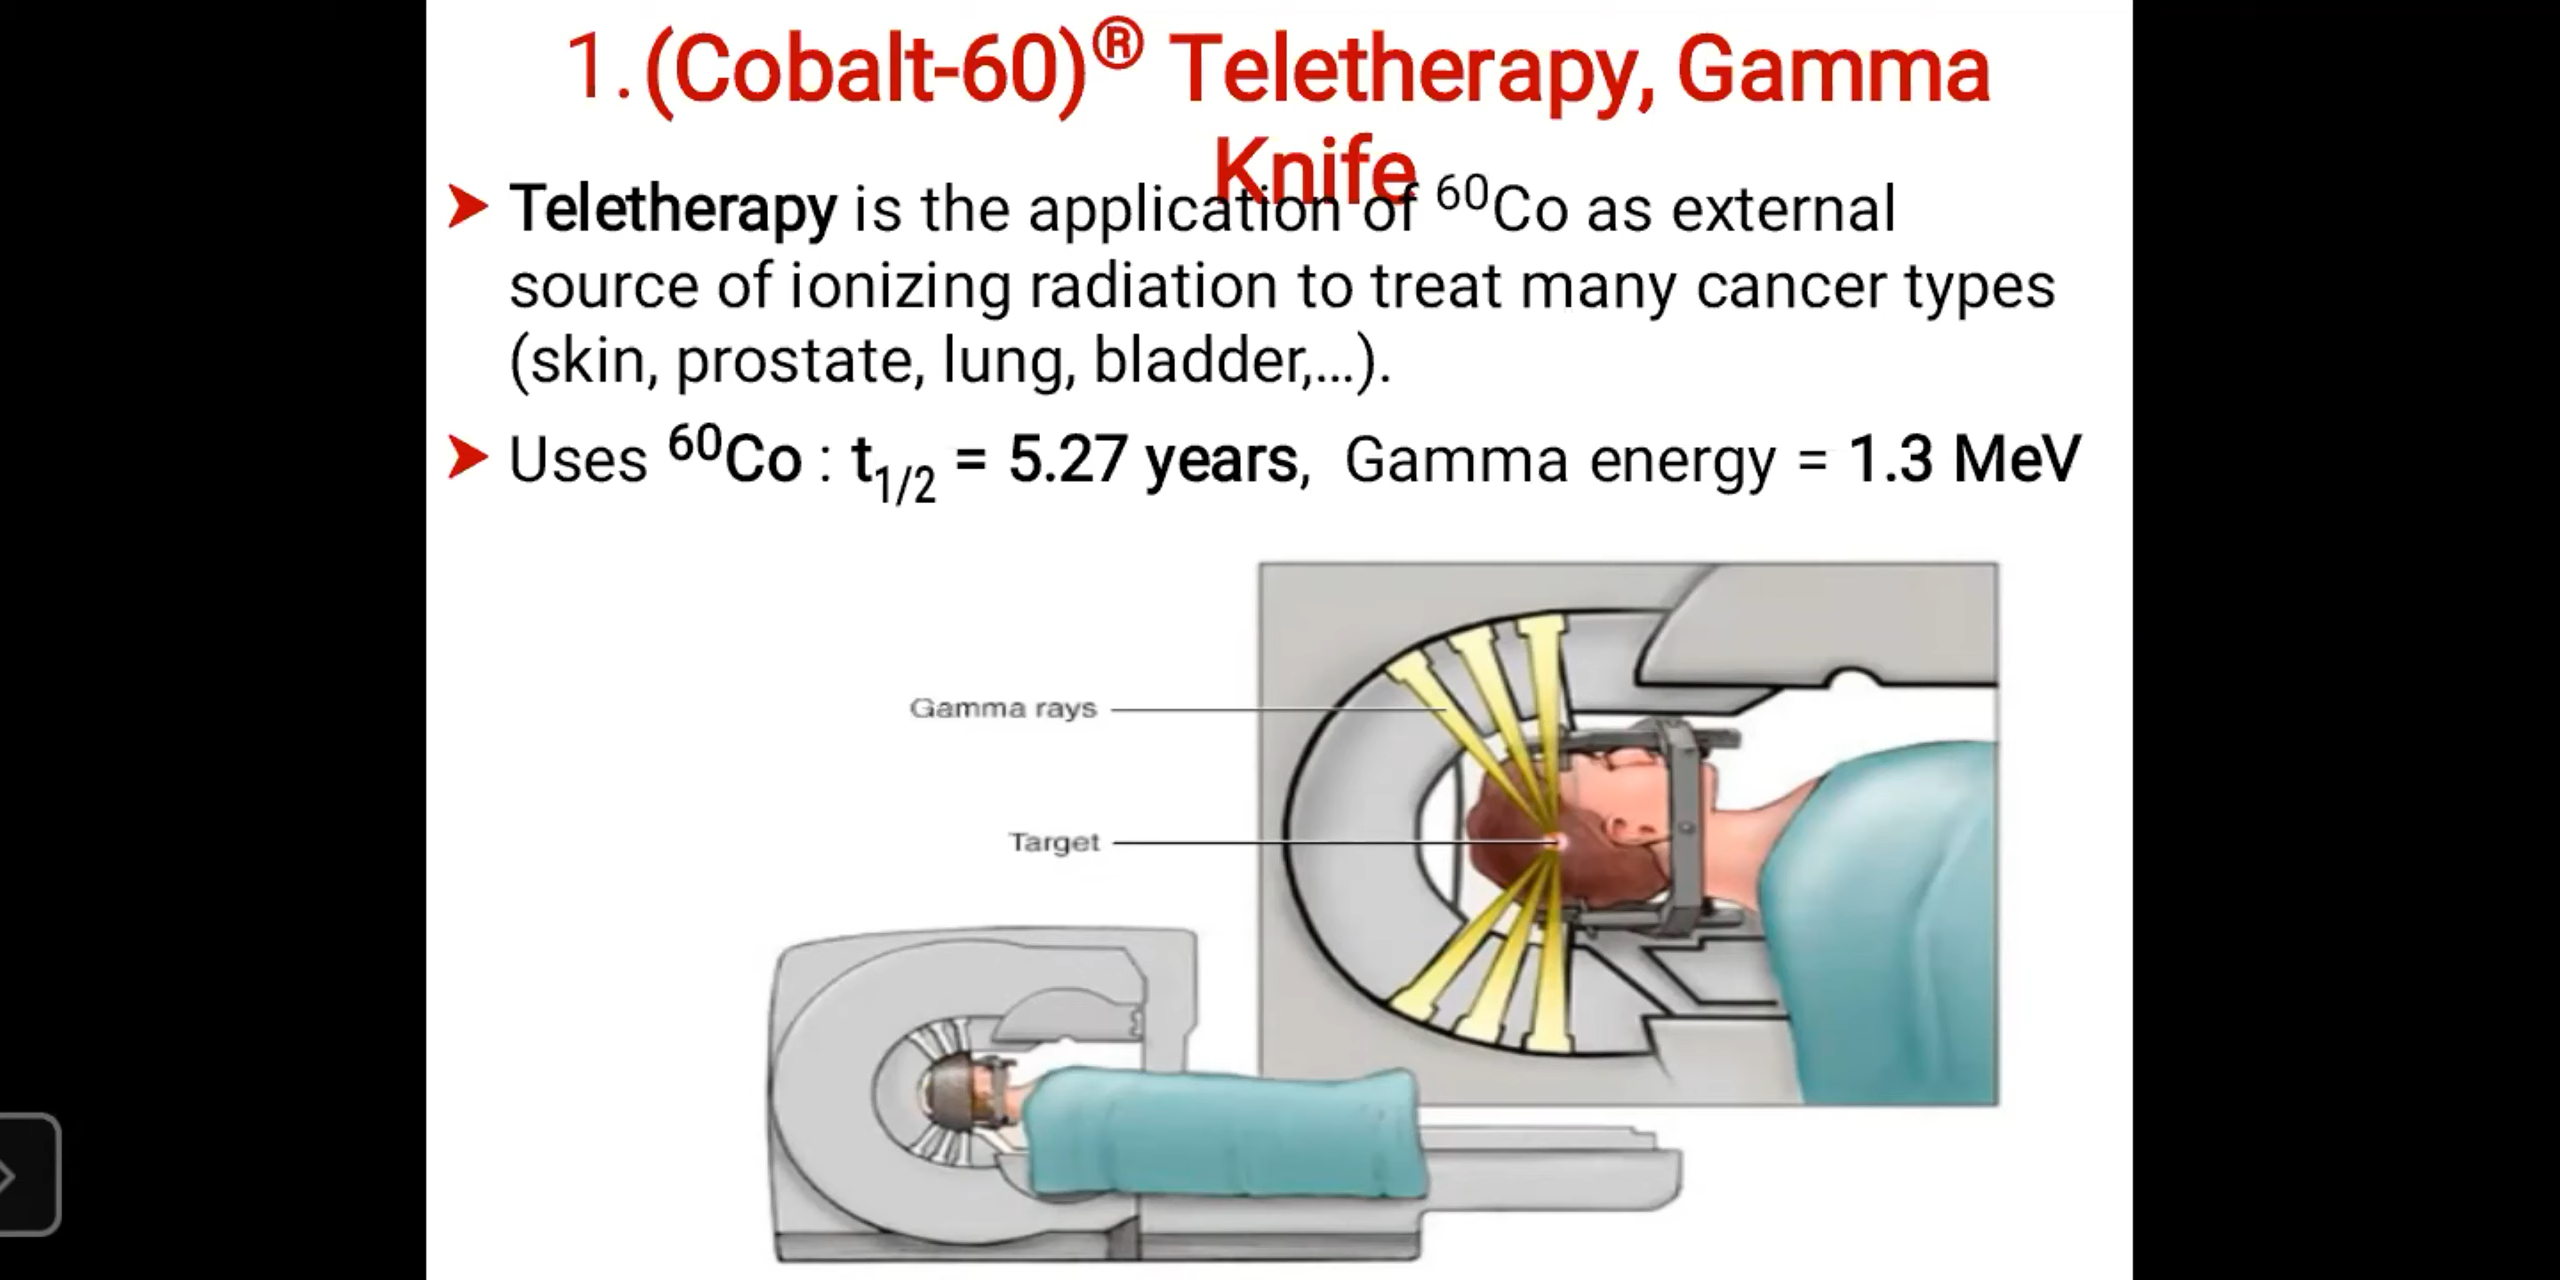 1. (Cobalt-60)® Teletherapy, Gamma
Knife
➤ Teletherapy is the application of ⁶⁰Co as external
source of ionizing radiation to treat many cancer types
(skin, prostate, lung, bladder,...).
➤ Uses ⁶⁰Co : t₁/₂ = 5.27 years, Gamma energy = 1.3 MeV
Gamma rays
Target